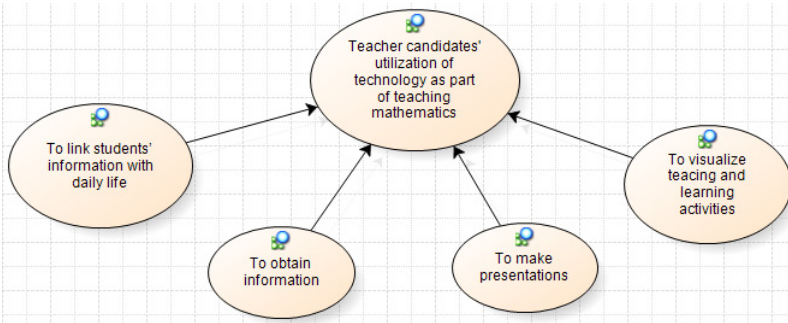 Teacher candidates'
utilization of
technology as part
of teaching
mathematics
To link students'
information with
daily life
To visualize
teacing and
learning
activities
To obtain
information
To make
presentations